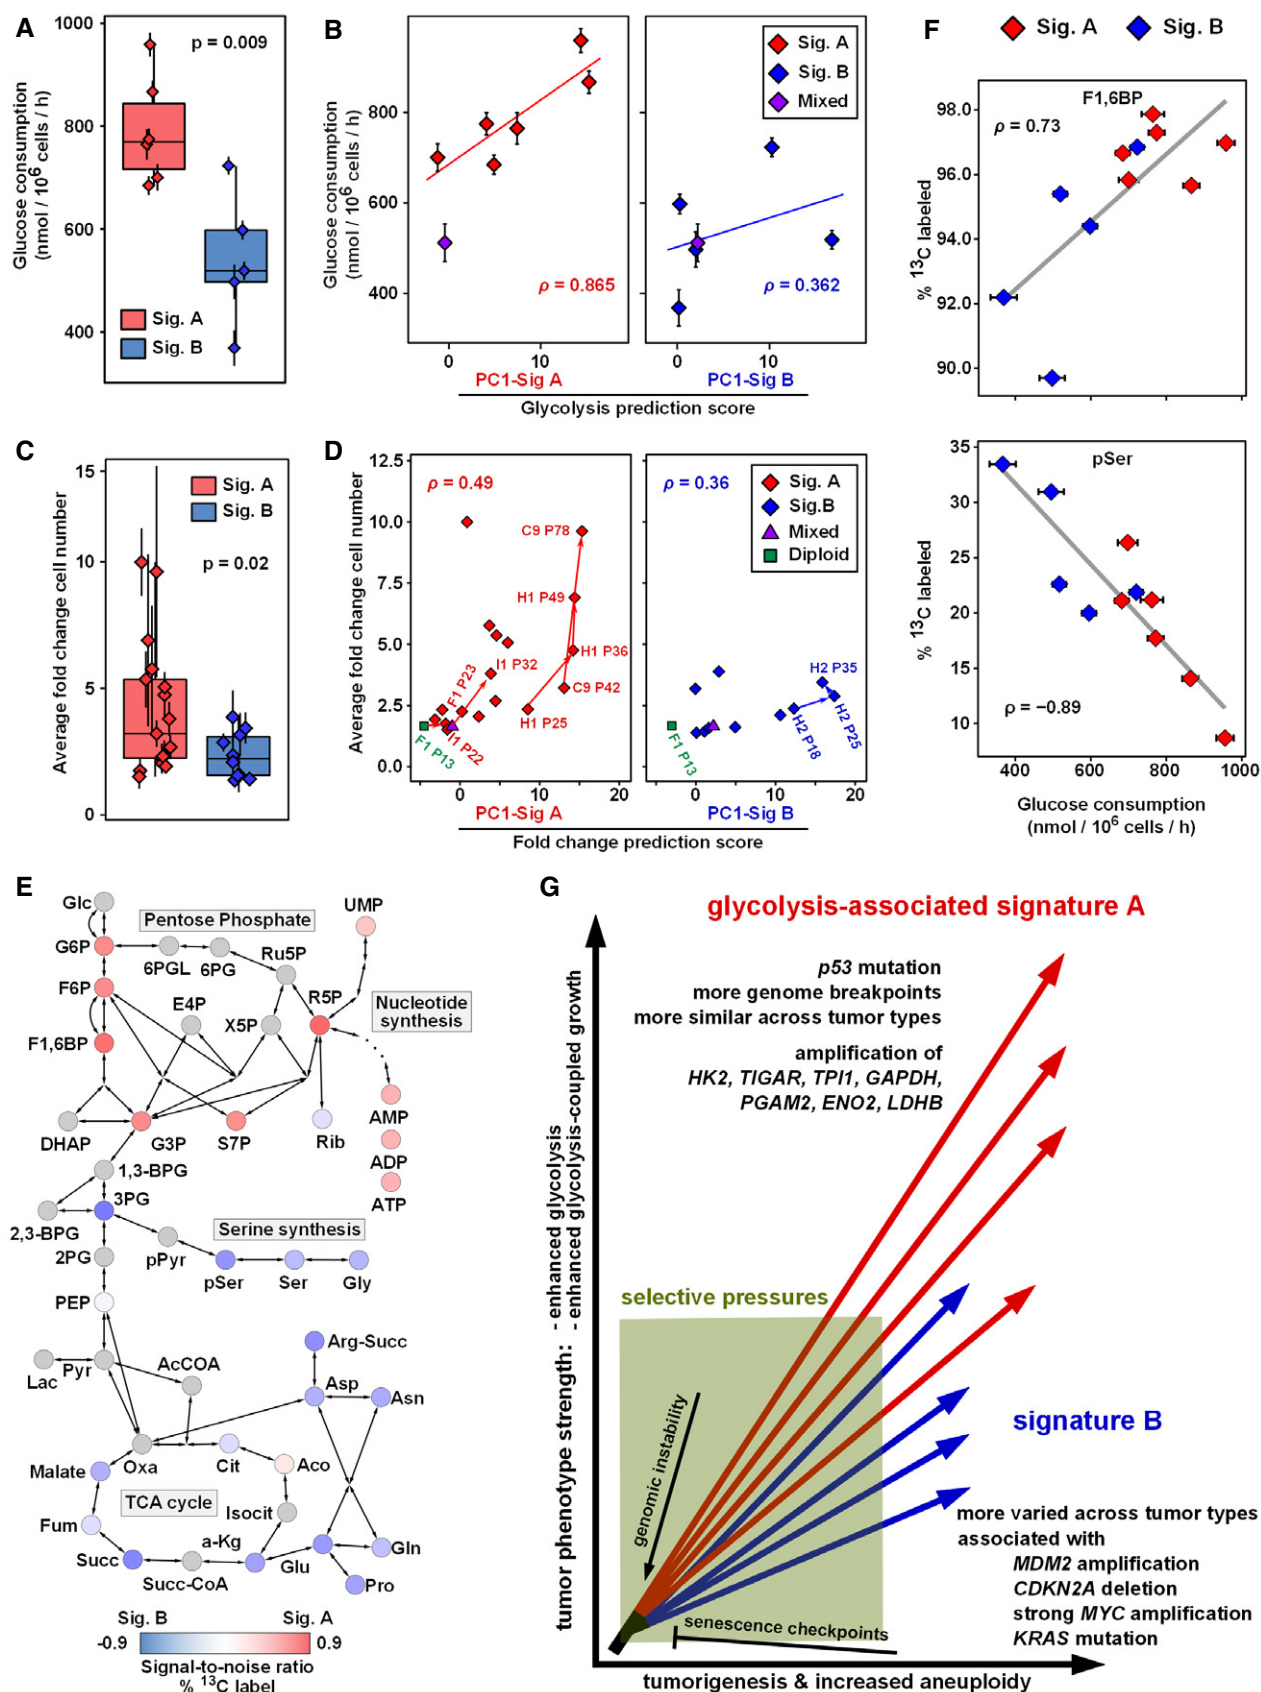 A
1000
800
600
400
Glucose consumption
(nmol / 10⁶ cells / h)
p = 0.009
Sig. A
Sig. B
B
800
600
400
Glucose consumption
(nmol / 10⁶ cells / h)
Sig. A
Sig. B
Mixed
ρ = 0.865
ρ = 0.362
0
10
0
10
PC1-Sig A
PC1-Sig B
Glycolysis prediction score
C
15
10
5
0
Average fold change cell number
Sig. A
Sig. B
p = 0.02
D
12.5
10.0
7.5
5.0
2.5
0.0
Average fold change cell number
ρ = 0.49
C9 P78
H1 P49
H1 P36
C9 P42
H1 P25
I1 P32
F1 P23
I1 P22
F1 P13
ρ = 0.36
Sig. A
Sig.B
Mixed
Diploid
H2 P35
H2 P25
H2 P18
F1 P13
0
10
20
0
10
20
PC1-Sig A
PC1-Sig B
Fold change prediction score
F
Sig. A
Sig. B
F1,6BP
ρ = 0.73
98.0
96.0
94.0
92.0
90.0
% ¹³C labeled
pSer
35
30
25
20
15
10
% ¹³C labeled
ρ = −0.89
400
600
800
1000
Glucose consumption
(nmol / 10⁶ cells / h)
E
Glc
Pentose Phosphate
UMP
G6P
6PGL
6PG
Ru5P
F6P
E4P
X5P
R5P
Nucleotide
synthesis
F1,6BP
DHAP
G3P
S7P
Rib
AMP
ADP
ATP
1,3-BPG
3PG
2,3-BPG
Serine synthesis
2PG
pPyr
pSer
Ser
Gly
PEP
Arg-Succ
Lac
Pyr
AcCOA
Asp
Asn
Oxa
Cit
Aco
Malate
TCA cycle
Isocit
Fum
a-Kg
Succ
Succ-CoA
Glu
Gln
Pro
Sig. B
Sig. A
-0.9
0.9
Signal-to-noise ratio
% ¹³C label
G
glycolysis-associated signature A
p53 mutation
more genome breakpoints
more similar across tumor types
amplification of
HK2, TIGAR, TPI1, GAPDH,
PGAM2, ENO2, LDHB
tumor phenotype strength:
- enhanced glycolysis
- enhanced glycolysis-coupled growth
selective pressures
genomic instability
signature B
more varied across tumor types
associated with
MDM2 amplification
CDKN2A deletion
strong MYC amplification
KRAS mutation
senescence checkpoints
tumorigenesis & increased aneuploidy